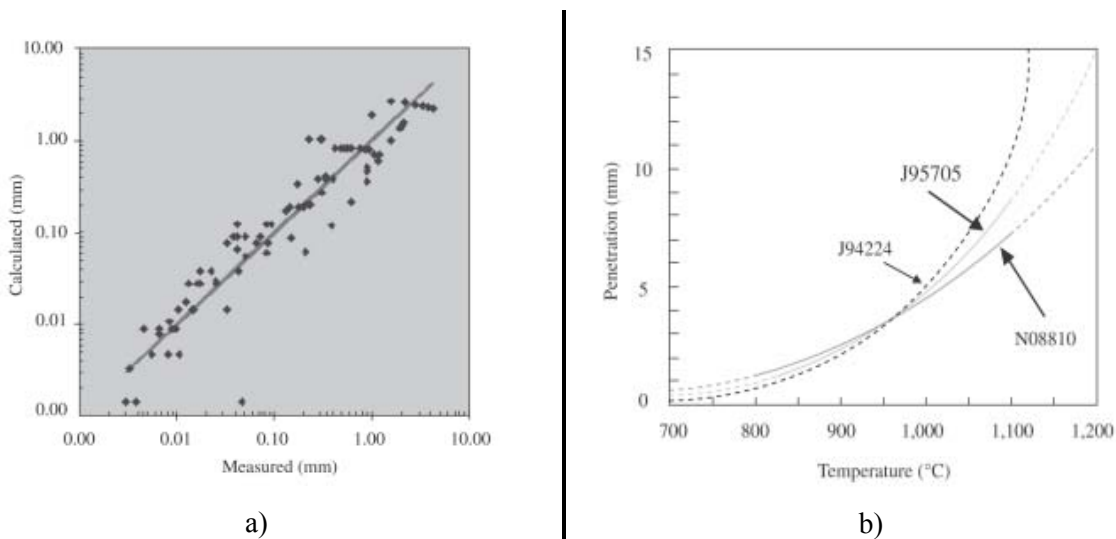 10.00
1.00
0.10
0.01
0.00
Calculated (mm)
0.00 0.01 0.10 1.00 10.00
Measured (mm)
a)
15
10
5
0
Penetration (mm)
J95705
J94224
N08810
700 800 900 1,000 1,100 1,200
Temperature (°C)
b)